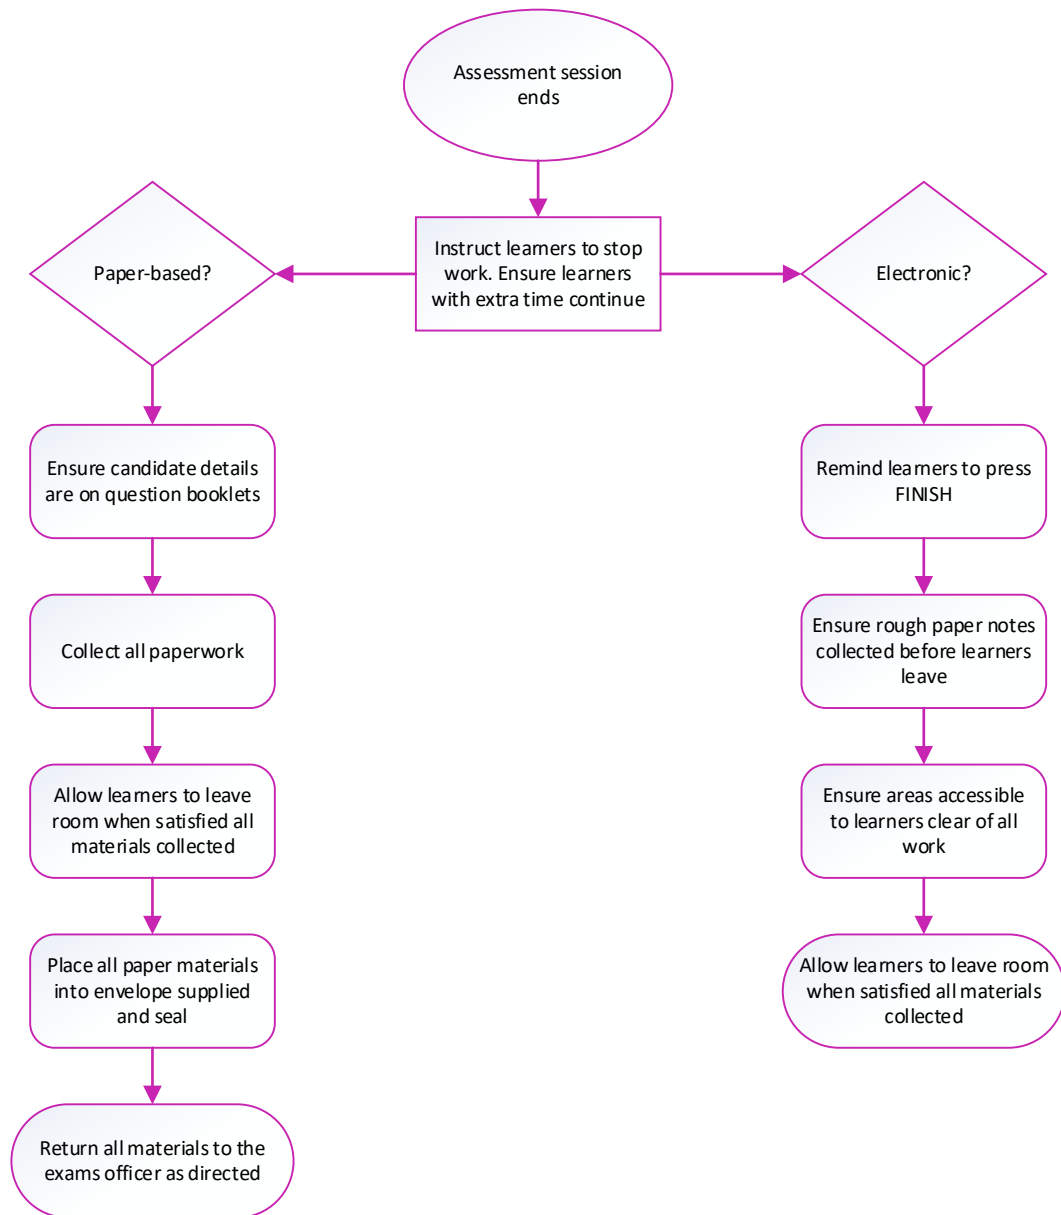 Assessment session
ends
Instruct learners to stop
work. Ensure learners
with extra time continue
Paper-based?
Electronic?
Ensure candidate details
are on question booklets
Collect all paperwork
Allow learners to leave
room when satisfied all
materials collected
Place all paper materials
into envelope supplied
and seal
Return all materials to the
exams officer as directed
Remind learners to press
FINISH
Ensure rough paper notes
collected before learners
leave
Ensure areas accessible
to learners clear of all
work
Allow learners to leave room
when satisfied all materials
collected